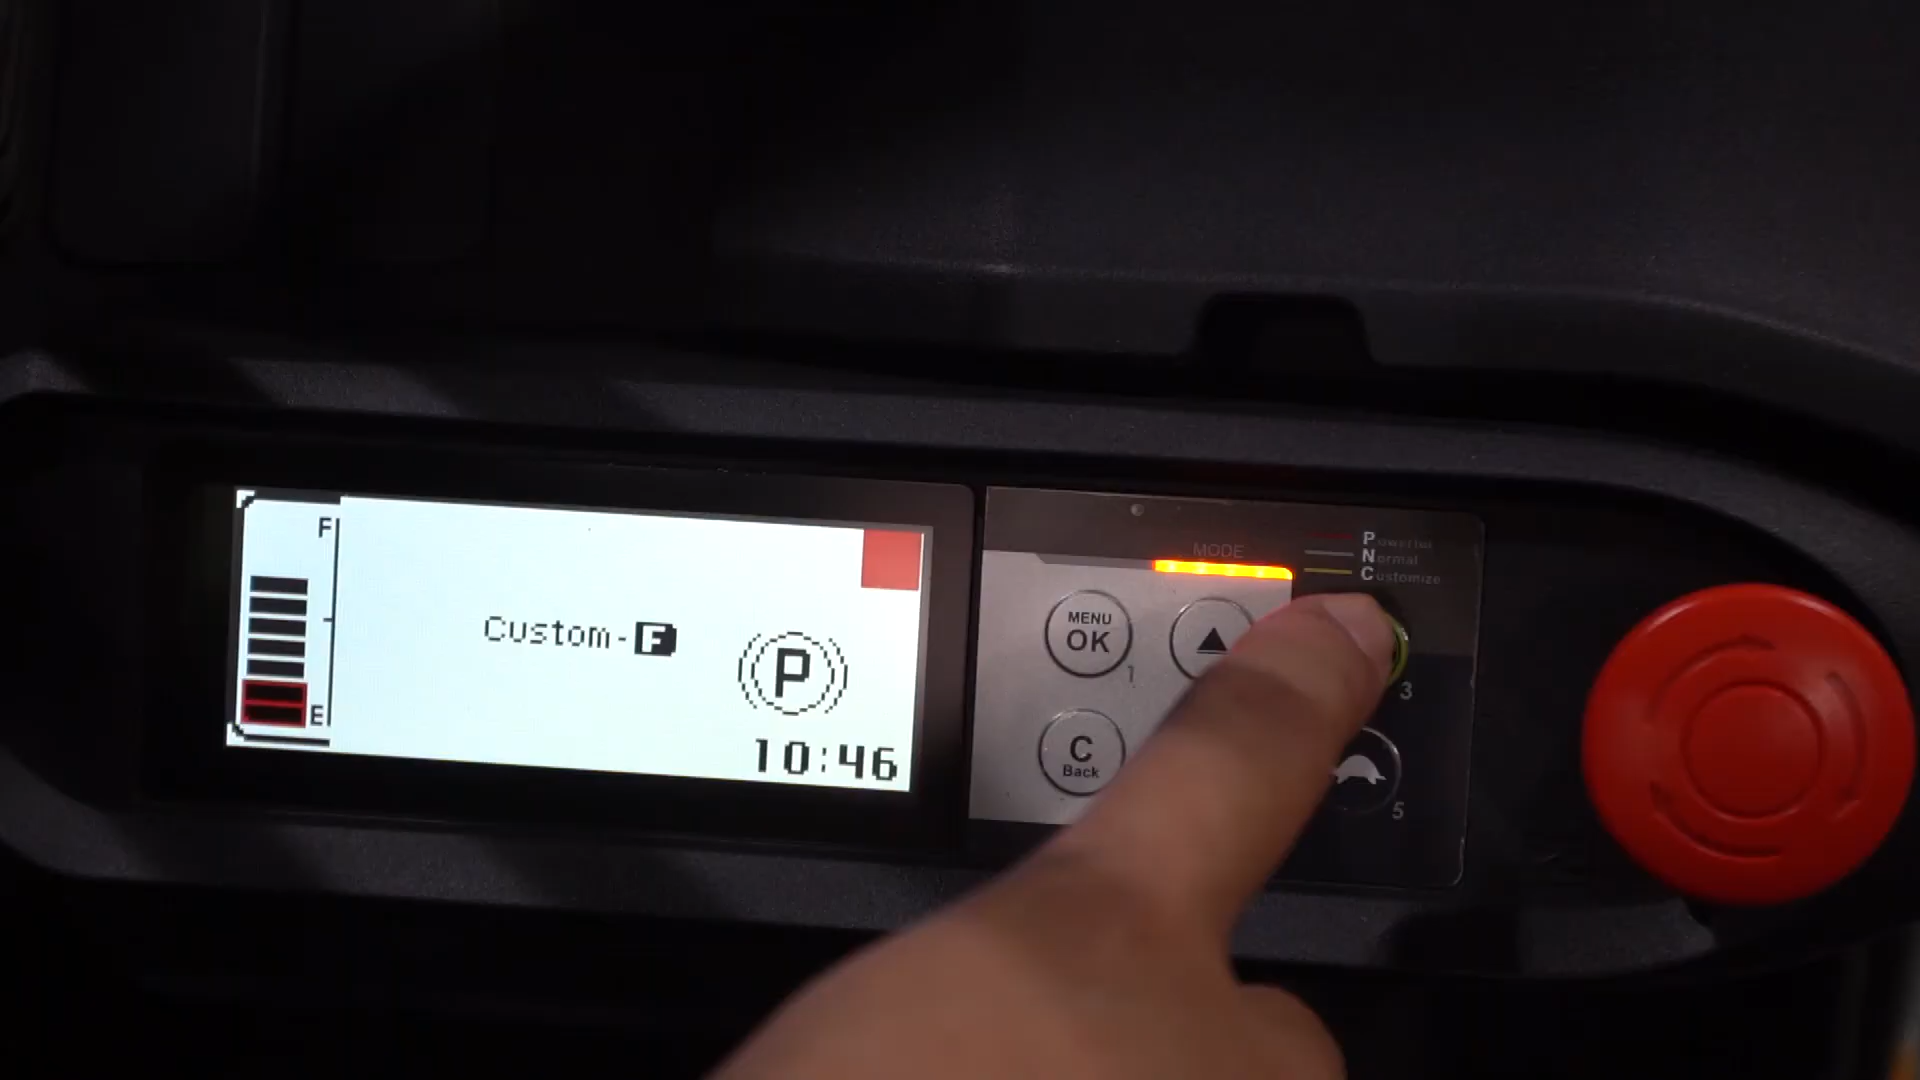 F
E
Custom-F
P
10:46
MODE
Powerful
Normal
Customize
MENU
OK
1
3
C
Back
5